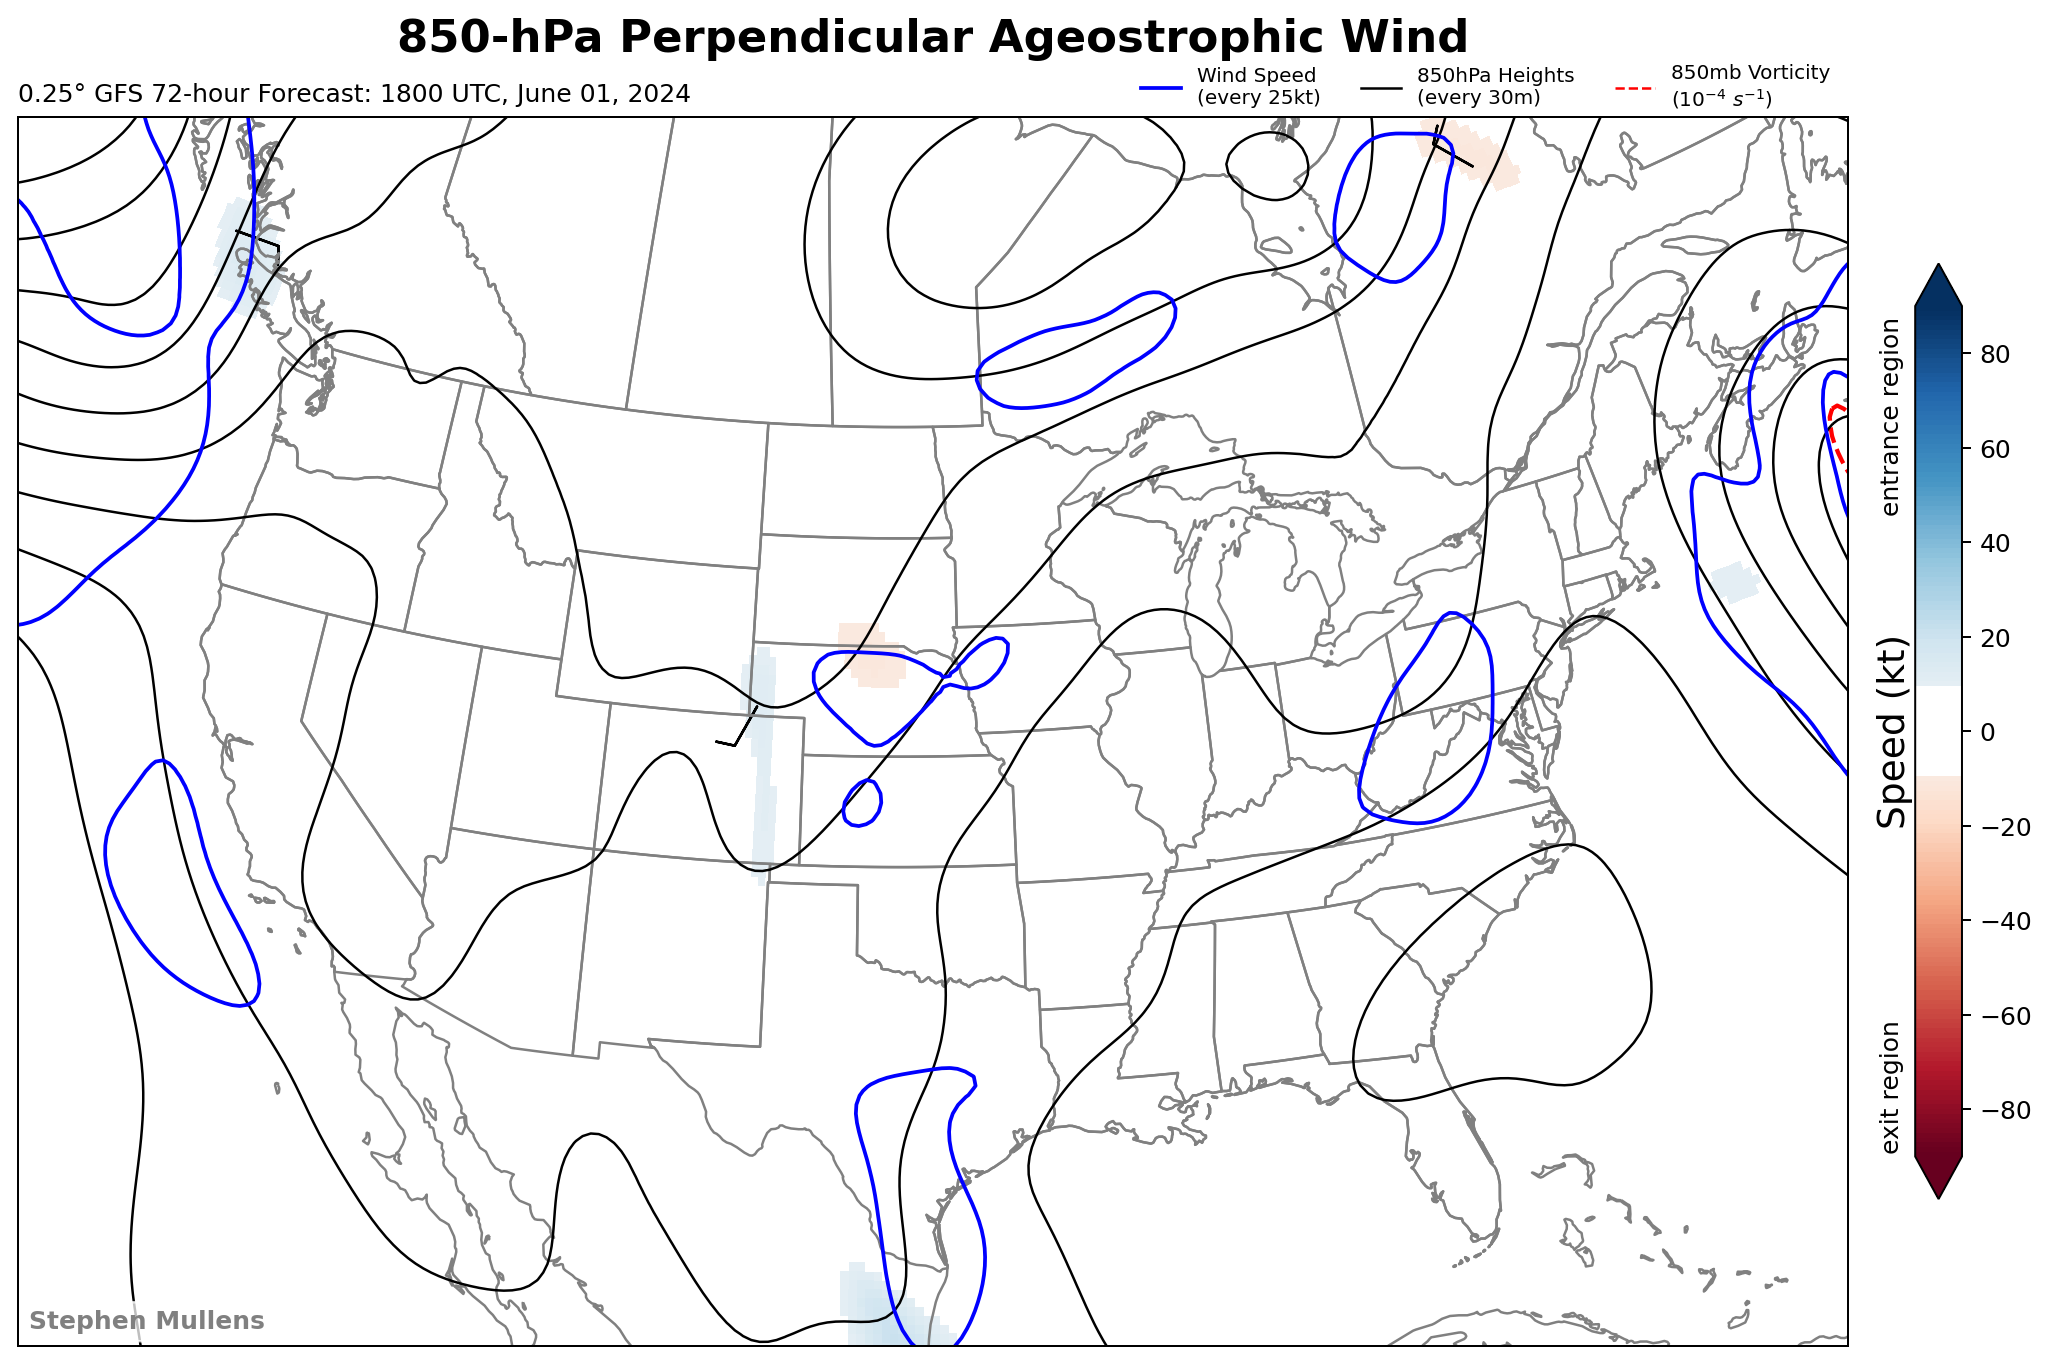 850-hPa Perpendicular Ageostrophic Wind
0.25° GFS 72-hour Forecast: 1800 UTC, June 01, 2024
Wind Speed
(every 25kt)
850hPa Heights
(every 30m)
850mb Vorticity
(10⁻⁴ s⁻¹)
entrance region
Speed (kt)
exit region
80
60
40
20
0
−20
−40
−60
−80
Stephen Mullens